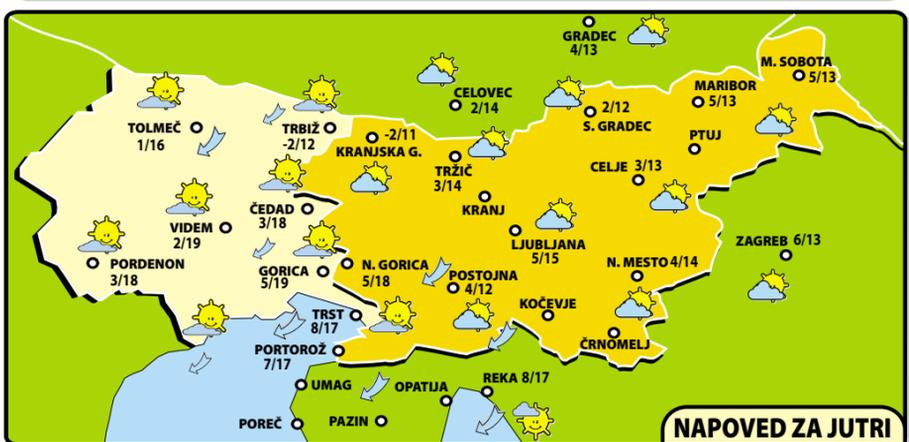 GRADEC
4/13
M. SOBOTA
5/13
CELOVEC
2/14
MARIBOR
5/13
2/12
S. GRADEC
TOLMEČ
1/16
TRBIŽ
-2/12
-2/11
KRANJSKA G.
PTUJ
TRŽIČ
3/14
CELJE 3/13
KRANJ
ČEDAD
3/18
VIDEM
2/19
LJUBLJANA
5/15
ZAGREB 6/13
PORDENON
3/18
GORICA
5/19
N. GORICA
5/18
POSTOJNA
4/12
N. MESTO 4/14
KOČEVJE
TRST
8/17
ČRNOMELJ
PORTOROŽ
7/17
UMAG
OPATIJA
REKA 8/17
POREČ
PAZIN
NAPOVED ZA JUTRI